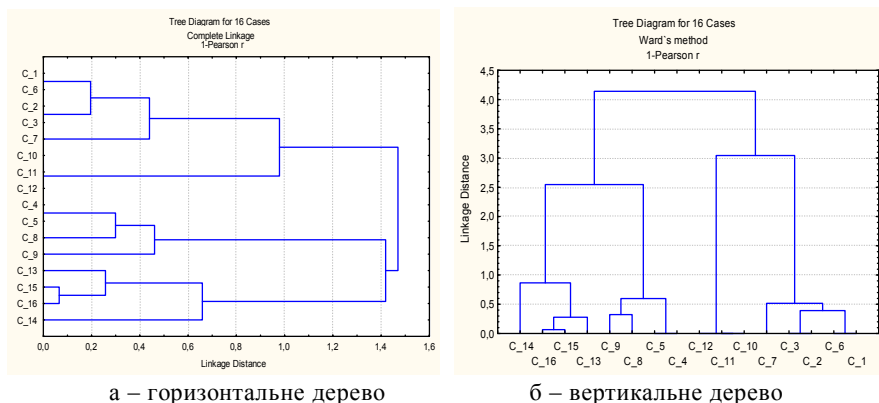 Tree Diagram for 16 Cases
Complete Linkage
1-Pearson r
C_1
C_6
C_2
C_3
C_7
C_10
C_11
C_12
C_4
C_5
C_8
C_9
C_13
C_15
C_16
C_14
0,0 0,2 0,4 0,6 0,8 1,0 1,2 1,4 1,6
Linkage Distance
а – горизонтальне дерево
Tree Diagram for 16 Cases
Ward`s method
1-Pearson r
4,5
4,0
3,5
3,0
2,5
2,0
1,5
1,0
0,5
0,0
Linkage Distance
C_14 C_15 C_9 C_5 C_12 C_10 C_3 C_6
C_16 C_13 C_8 C_4 C_11 C_7 C_2 C_1
б – вертикальне дерево